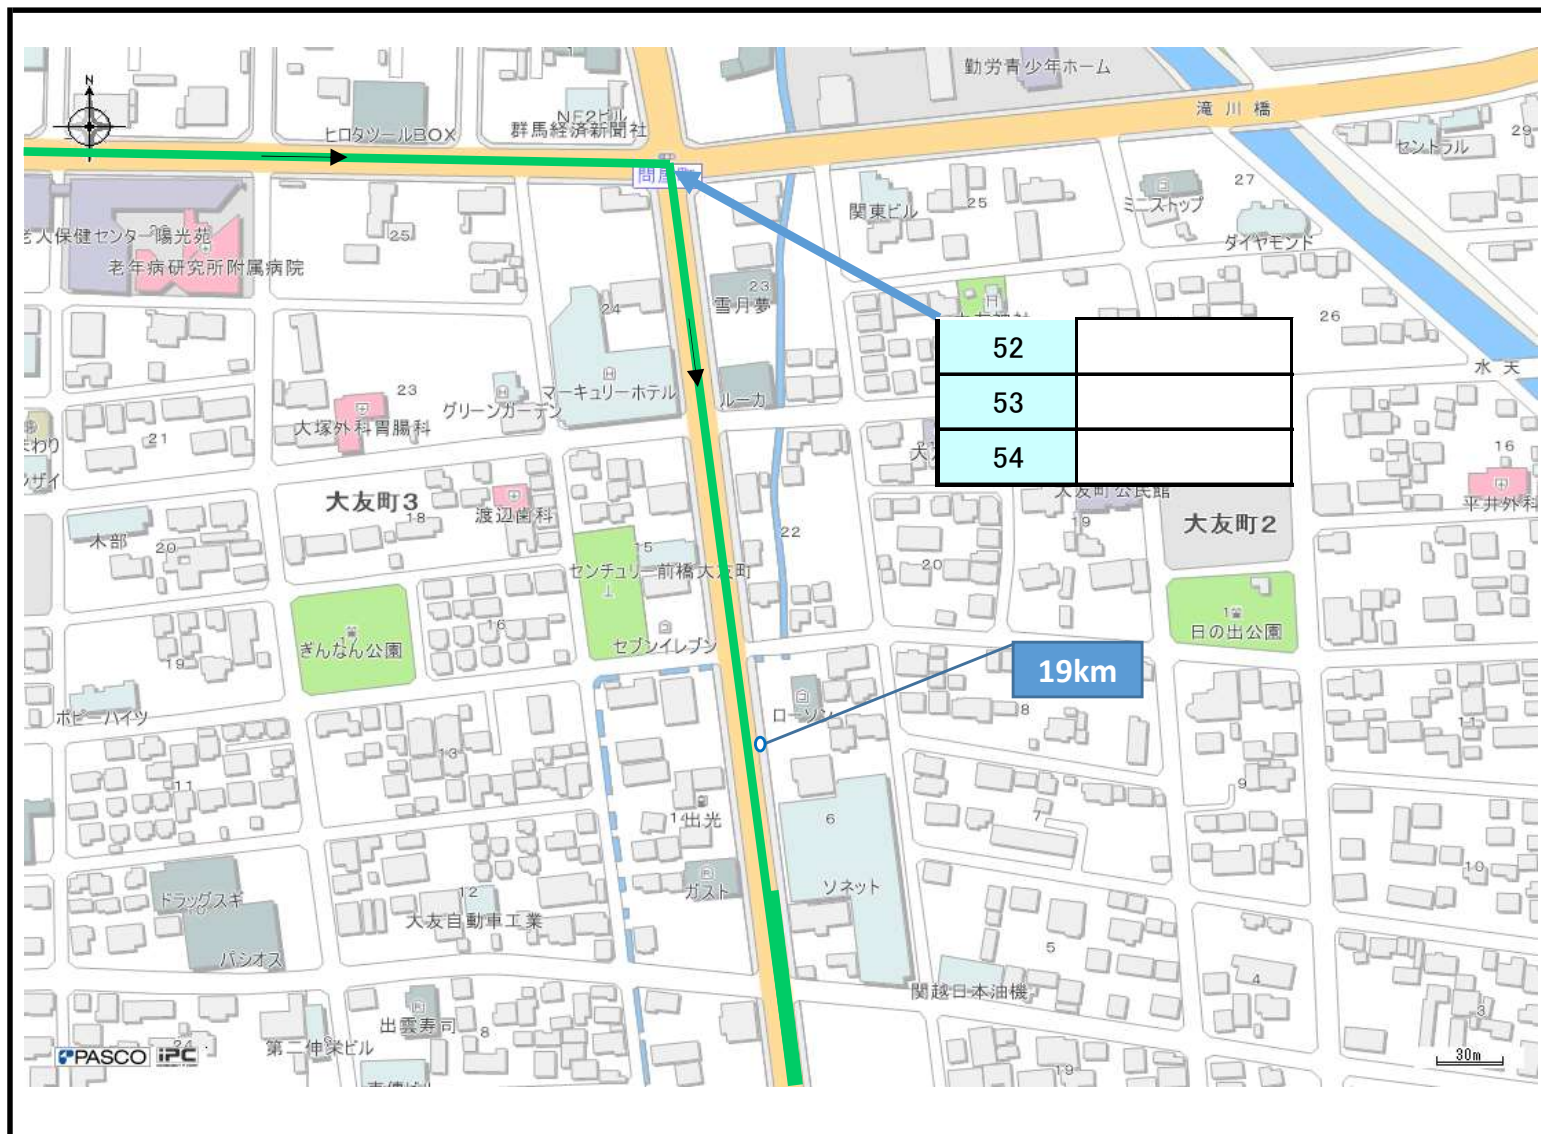 N
勤労青少年ホーム
滝川橋
NF2ビル
群馬経済新聞社
ヒロタツールBOX
セントラル
29
27
ミニストップ
関東ビル
25
ダイヤモンド
老人保健センター陽光苑
25
老年病研究所附属病院
23
雪月夢
24
26
52
53
54
水天
マーキュリーホテル
ルーカ
グリーンガーデン
23
大塚外科胃腸科
21
16
平井外科
大友町3
18
渡辺歯科
大友町公民館
19
大友町2
木部
20
15
22
20
センチュリー前橋大友町
16
ぎんなん公園
セブンイレブン
日の出公園
19
19km
ポピーハイツ
ローソン
8
11
13
11
9
7
6
14
出光
ガスト
ソネット
10
ドラッグスギ
10
12
大友自動車工業
パシオス
5
4
関越日本油機
3
出雲寿司
8
第二伸栄ビル
24
19
PASCO
iPC
30m